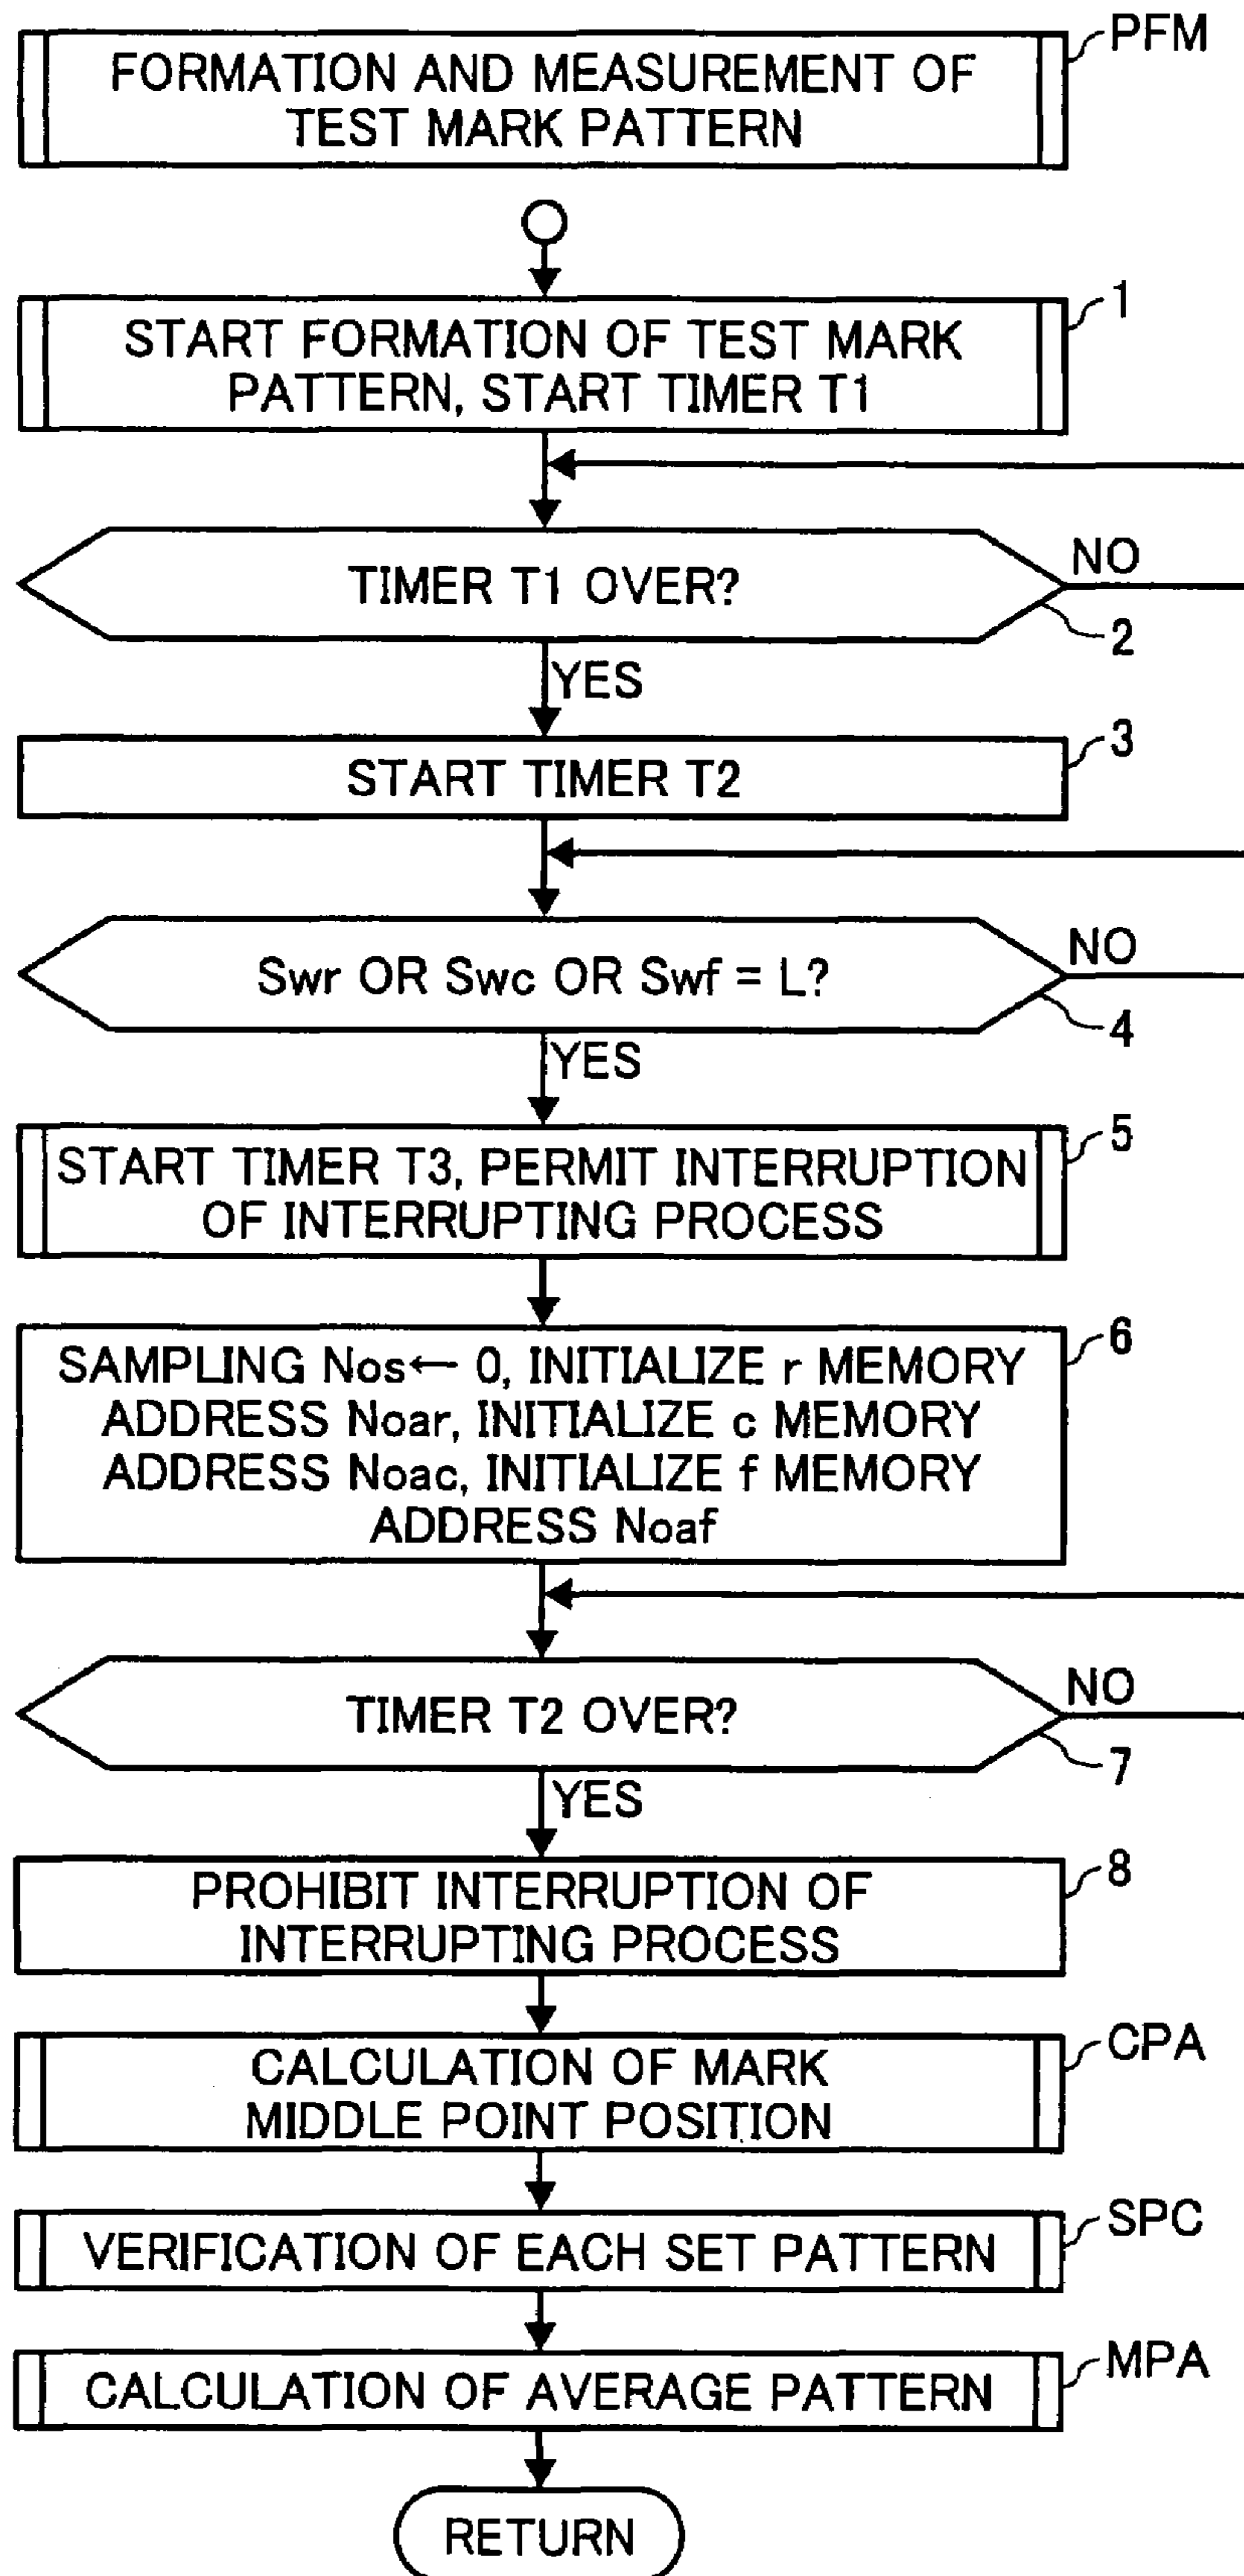 PFM
FORMATION AND MEASUREMENT OF
TEST MARK PATTERN
1
START FORMATION OF TEST MARK
PATTERN, START TIMER T1
TIMER T1 OVER?
NO
2
YES
3
START TIMER T2
Swr OR Swc OR Swf = L?
NO
4
YES
5
START TIMER T3, PERMIT INTERRUPTION
OF INTERRUPTING PROCESS
6
SAMPLING Nos← 0, INITIALIZE r MEMORY
ADDRESS Noar, INITIALIZE c MEMORY
ADDRESS Noac, INITIALIZE f MEMORY
ADDRESS Noaf
TIMER T2 OVER?
NO
7
YES
8
PROHIBIT INTERRUPTION OF
INTERRUPTING PROCESS
CPA
CALCULATION OF MARK
MIDDLE POINT POSITION
SPC
VERIFICATION OF EACH SET PATTERN
MPA
CALCULATION OF AVERAGE PATTERN
RETURN